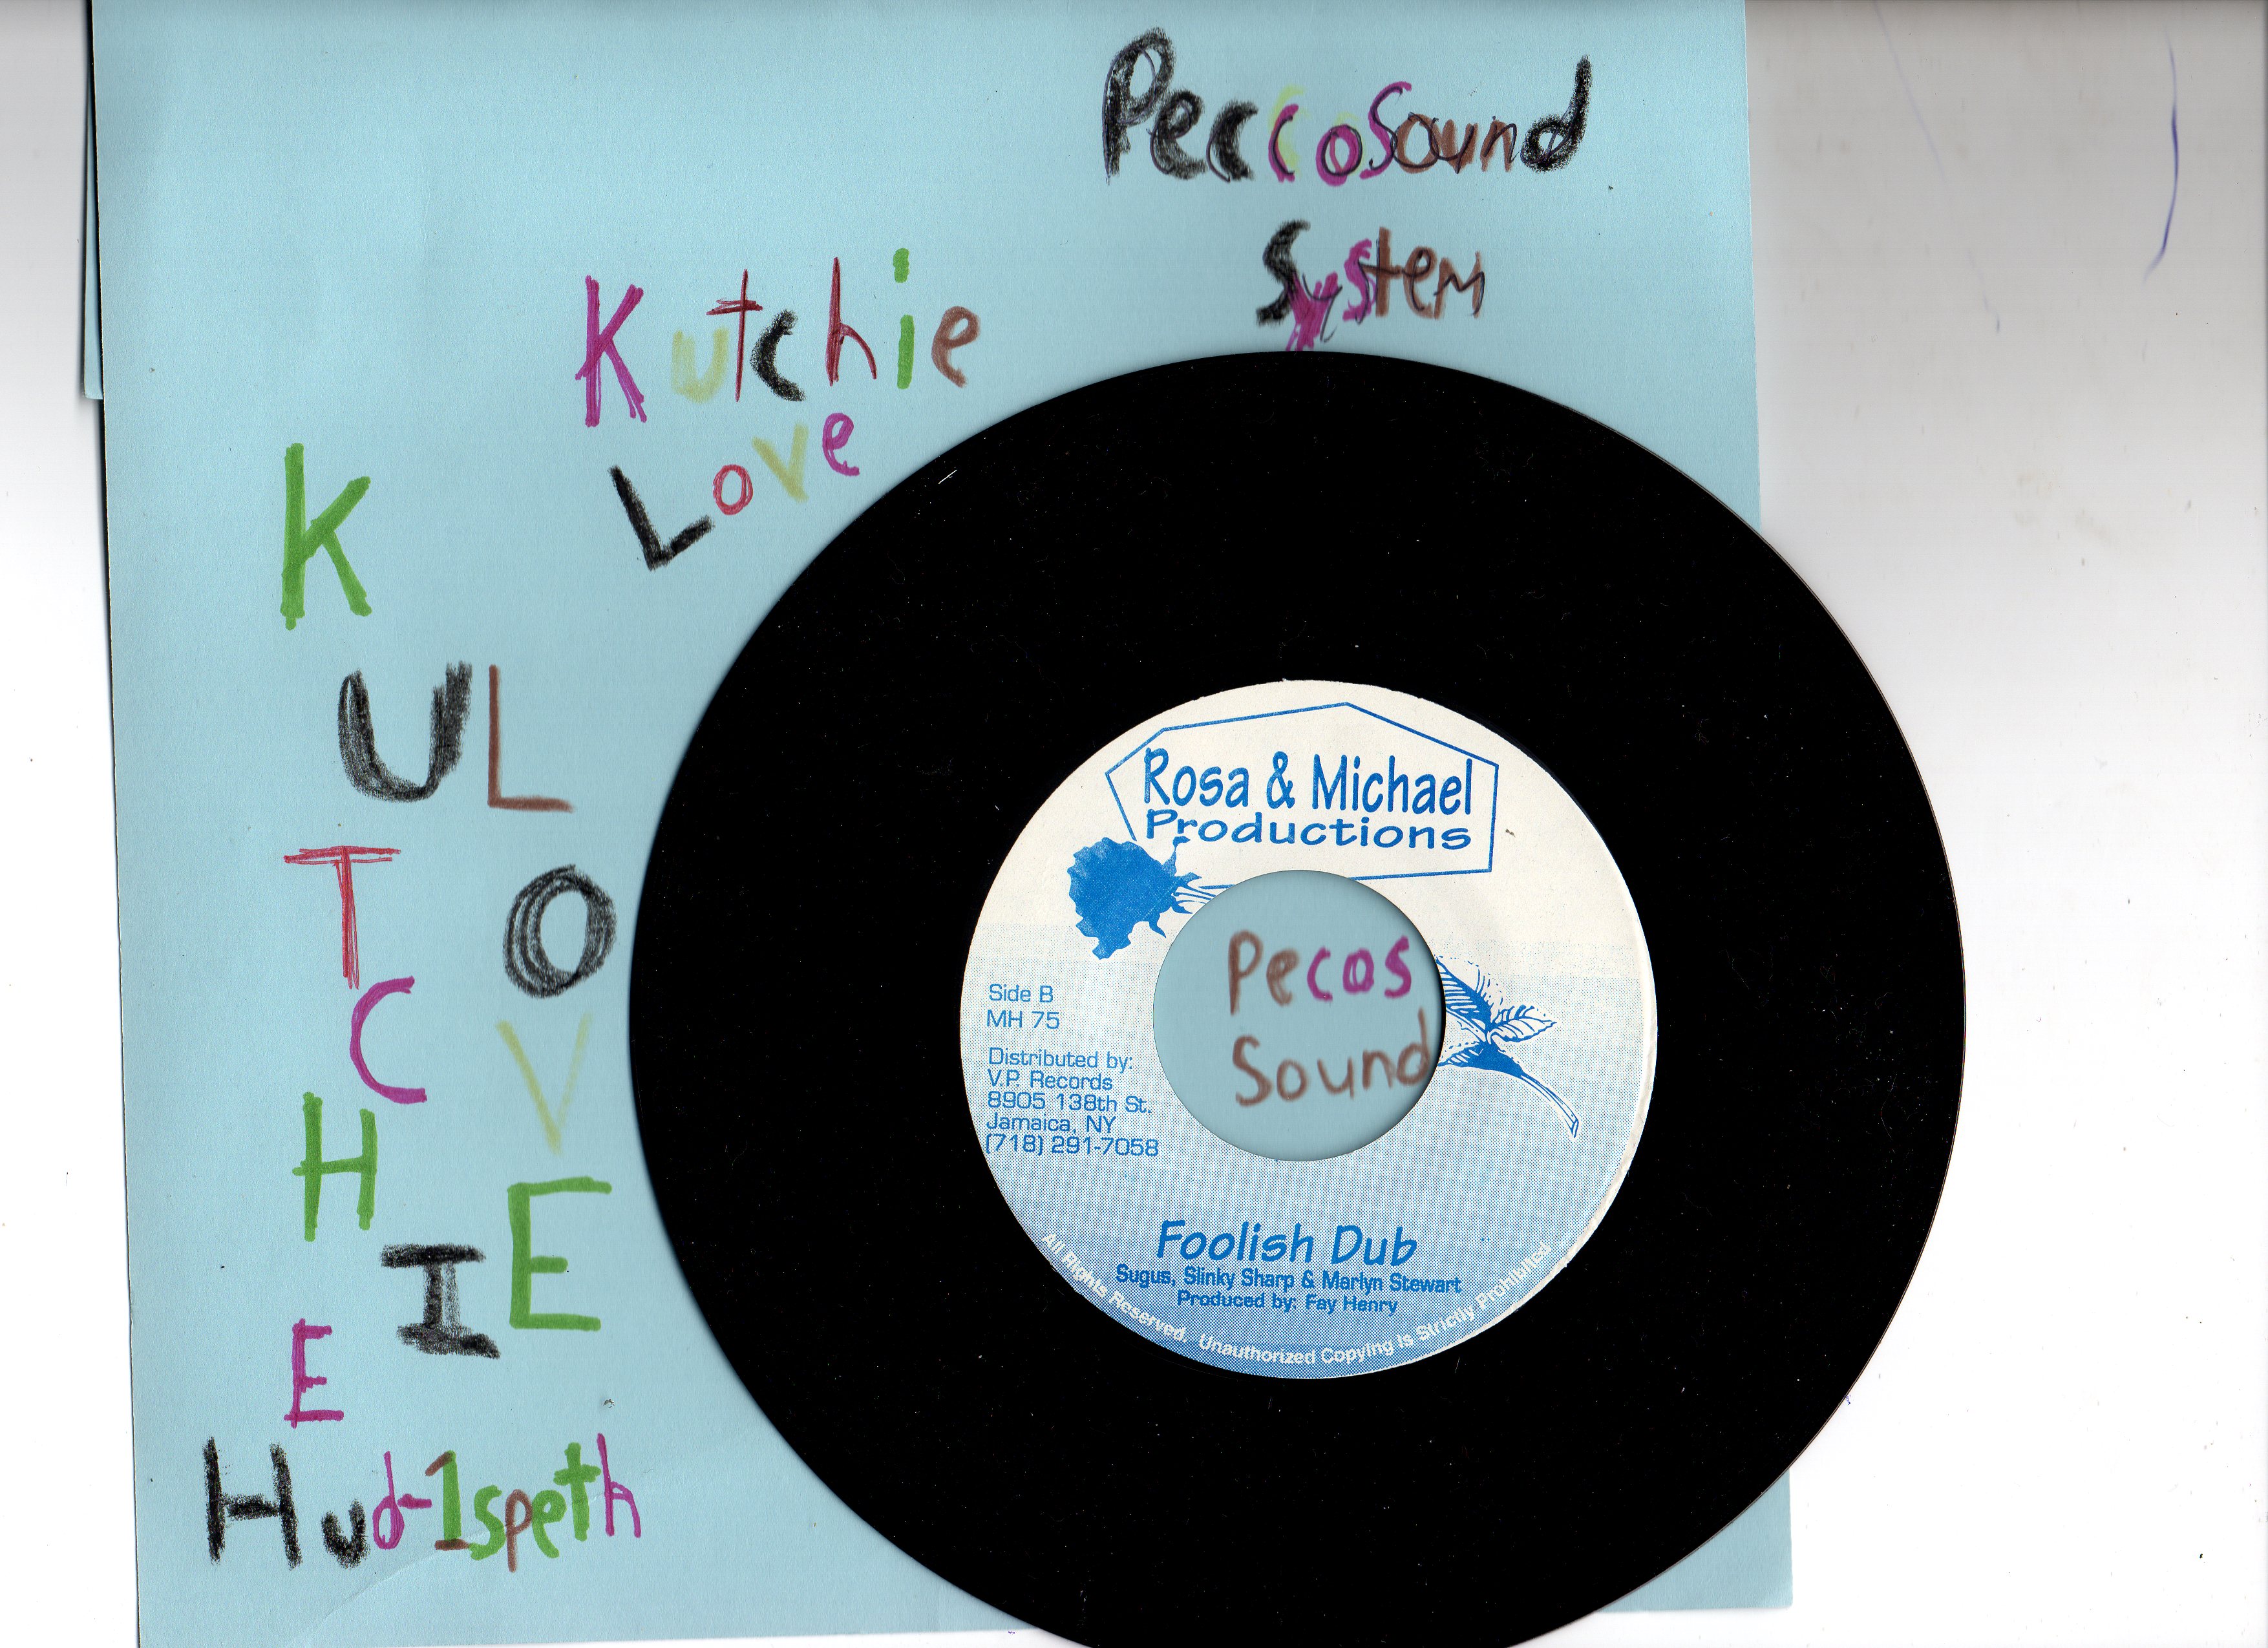 PeccoSound
System
Kutchie
Love
K
U L
T
O
C
V
H
E
I
E
Hud-1speth
Rosa & Michael
Productions
Pecos
Sound
Side B
MH 75
Distributed by:
V.P. Records
8905 138th St.
Jamaica, NY
(718) 291-7058
Foolish Dub
Sugus, Slinky Sharp & Marlyn Stewart
Produced by: Fay Henry
All Rights Reserved. Unauthorized Copying Is Strictly Prohibited